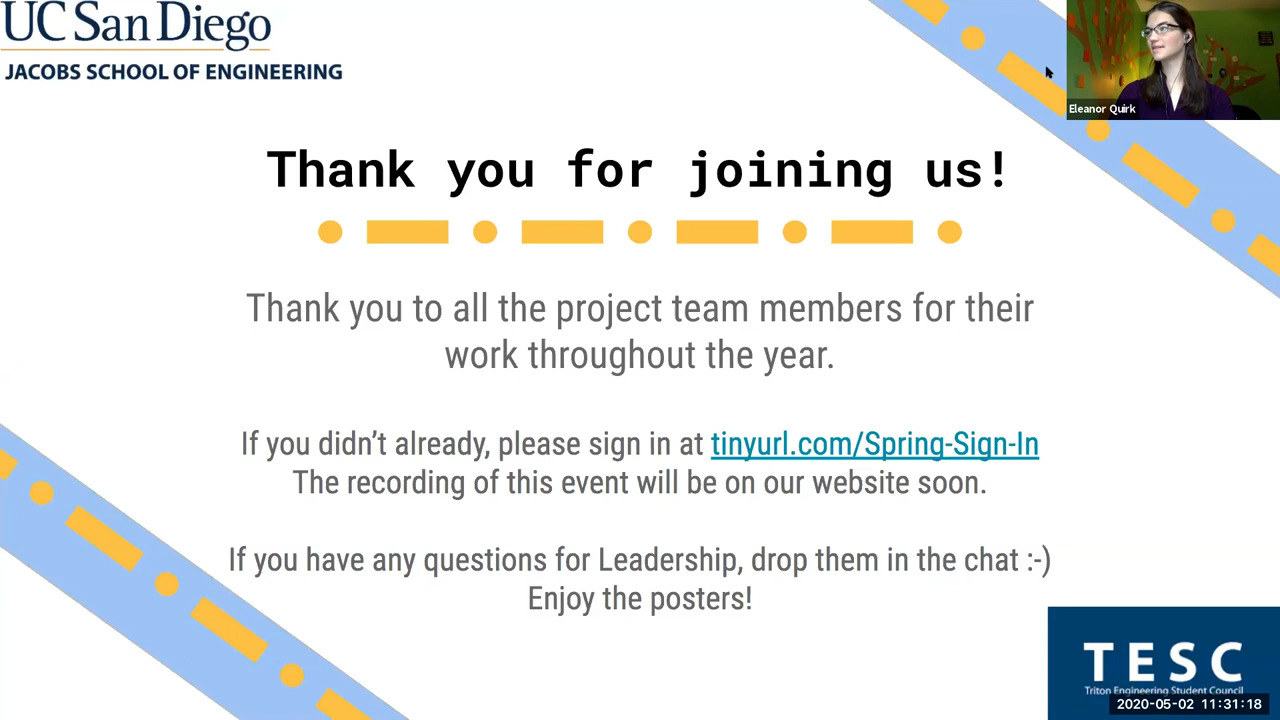 UC San Diego
JACOBS SCHOOL OF ENGINEERING
Eleanor Quirk
Thank you for joining us!
Thank you to all the project team members for their
work throughout the year.
If you didn’t already, please sign in at tinyurl.com/Spring-Sign-In
The recording of this event will be on our website soon.
If you have any questions for Leadership, drop them in the chat :-)
Enjoy the posters!
TESC
Triton Engineering Student Council
2020-05-02 11:31:18